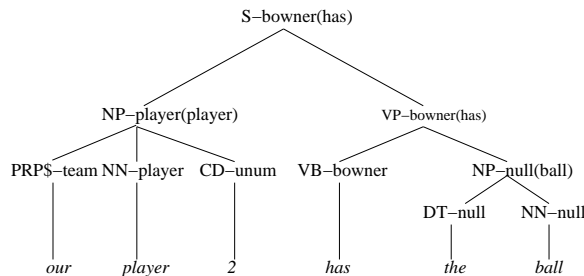 S−bowner(has)
NP−player(player) VP−bowner(has)
PRP$−team NN−player CD−unum VB−bowner NP−null(ball)
DT−null NN−null
our player 2 has the ball